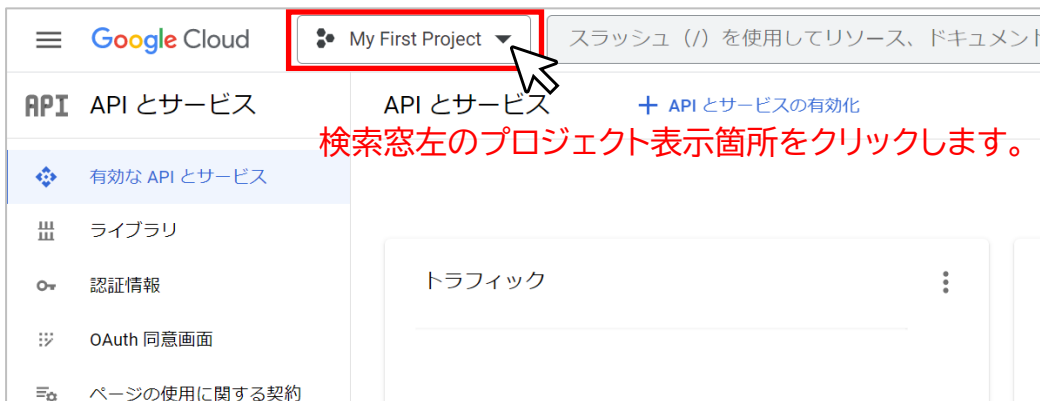 Google Cloud
My First Project
スラッシュ（/）を使用してリソース、ドキュメント
API API とサービス
API とサービス
+ API とサービスの有効化
検索窓左のプロジェクト表示箇所をクリックします。
有効な API とサービス
ライブラリ
トラフィック
認証情報
OAuth 同意画面
ページの使用に関する契約